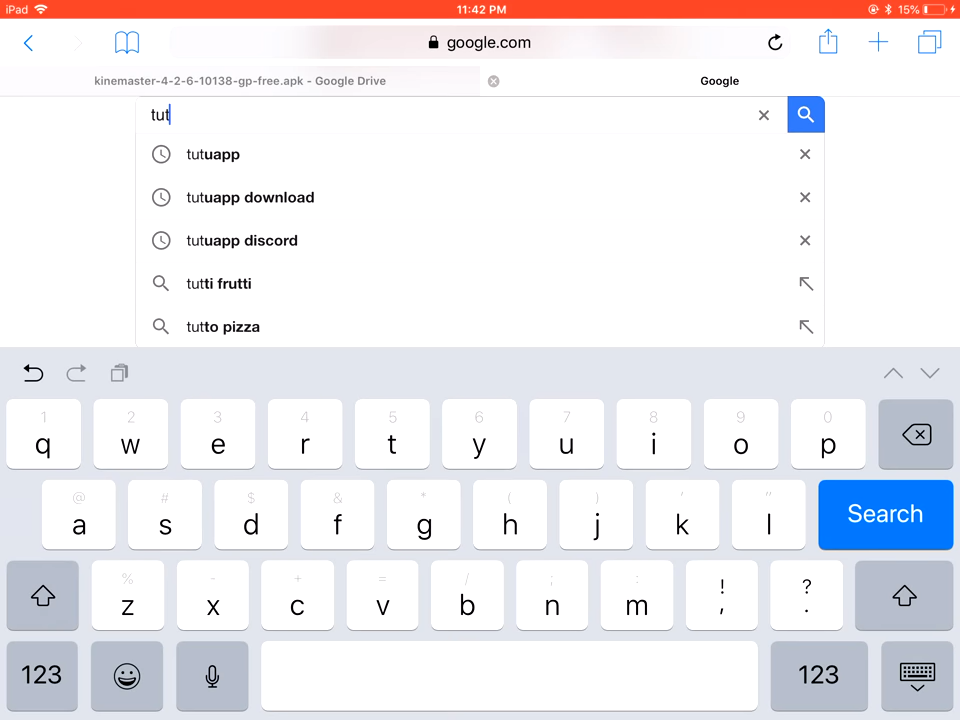 iPad 11:42 PM 15%
google.com
kinemaster-4-2-6-10138-gp-free.apk - Google Drive Google
tut
tutuapp
tutuapp download
tutuapp discord
tutti frutti
tutto pizza
1 2 3 4 5 6 7 8 9 0
q w e r t y u i o p
@ # $ & * ( ) ' "
a s d f g h j k l Search
% - + = / ; : ! ?
z x c v b n m , .
123 123